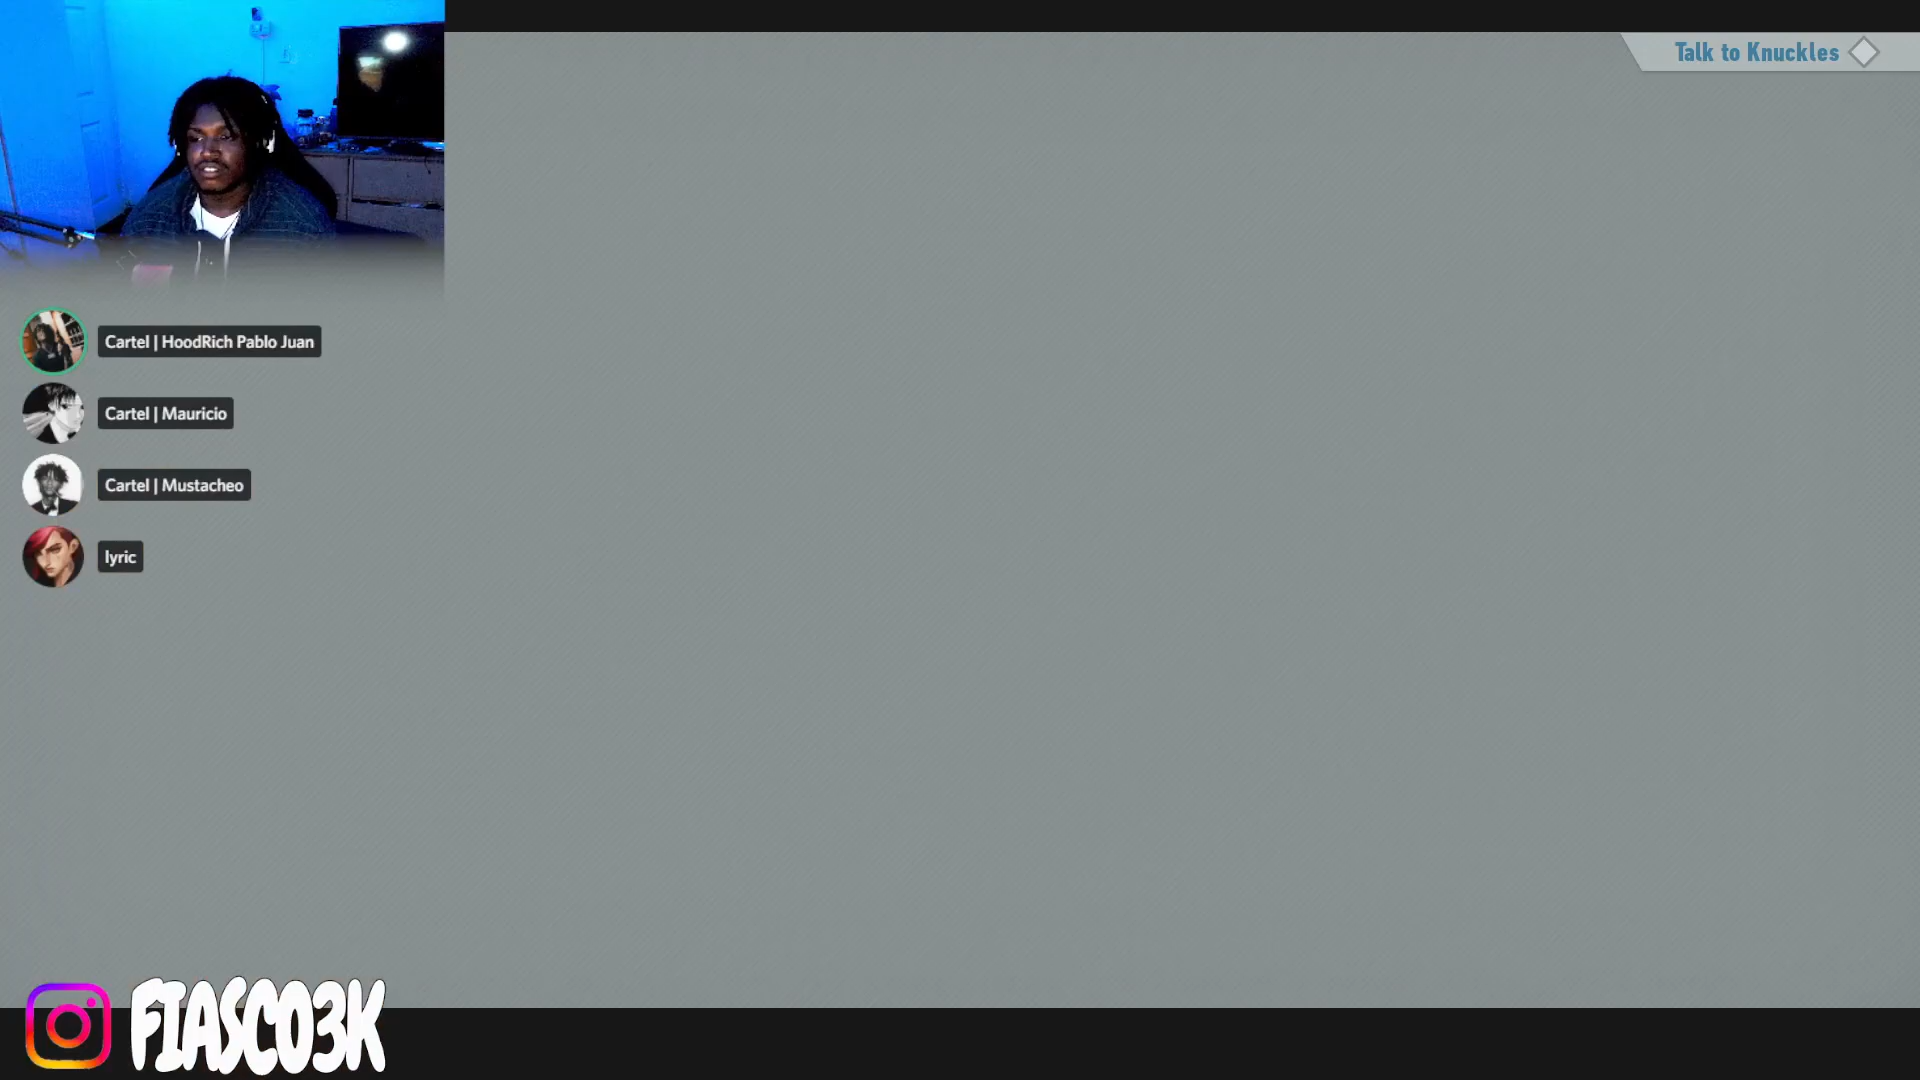 Talk to Knuckles
Cartel | HoodRich Pablo Juan
Cartel | Mauricio
Cartel | Mustacheo
lyric
FIASCO3K